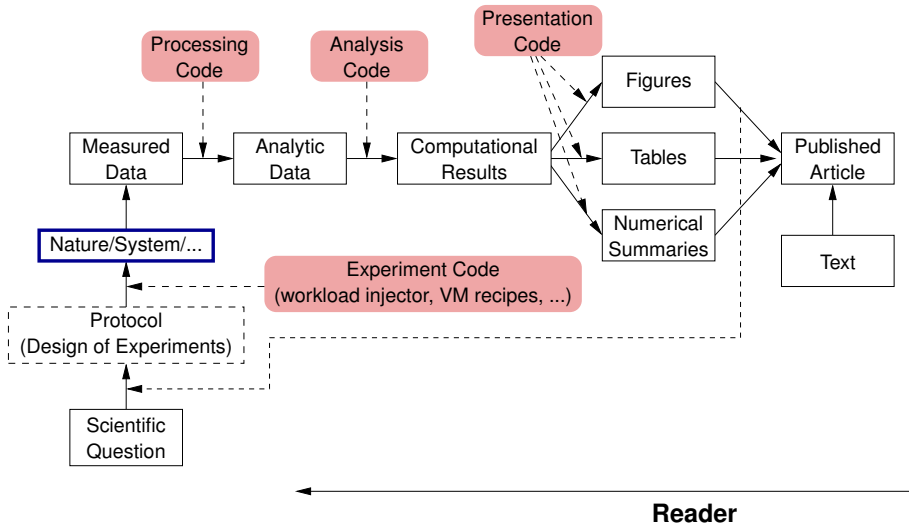 Processing
Code
Analysis
Code
Presentation
Code
Figures
Measured
Data
Analytic
Data
Computational
Results
Tables
Published
Article
Numerical
Summaries
Nature/System/...
Text
Experiment Code
(workload injector, VM recipes, ...)
Protocol
(Design of Experiments)
Scientific
Question
Reader